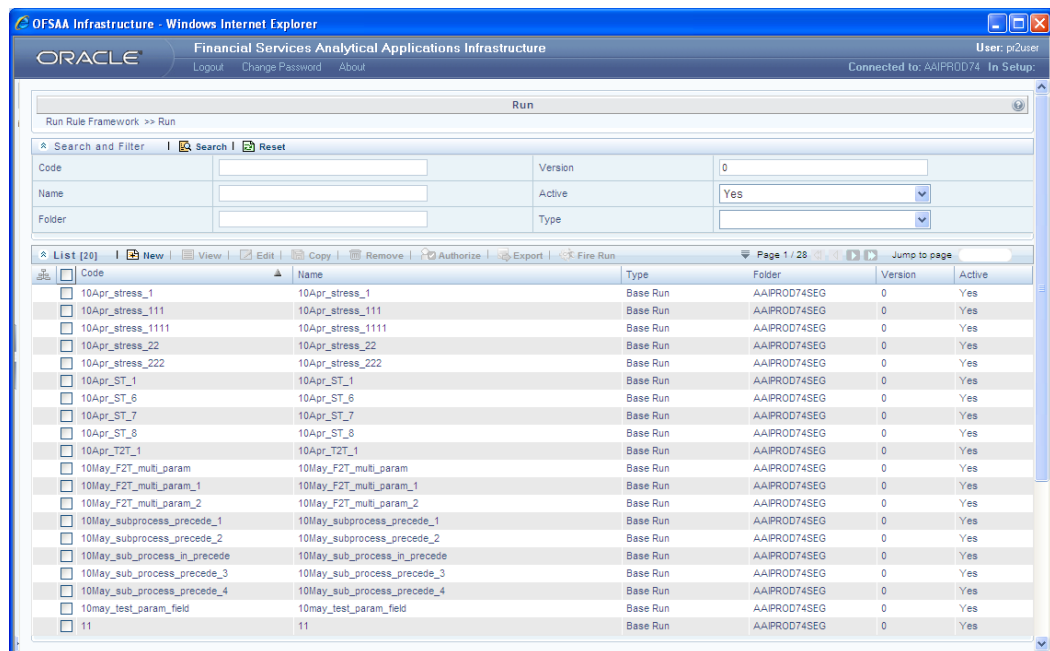 OFSAA Infrastructure - Windows Internet Explorer
ORACLE
Financial Services Analytical Applications Infrastructure
User: pr2user
Logout Change Password About
Connected to: AAIPROD74 In Setup:
Run
Run Rule Framework >> Run
Search and Filter | Search | Reset
Code Version 0
Name Active Yes
Folder Type
List [20] | New | View | Edit | Copy | Remove | Authorize | Export | Fire Run Page 1 / 28 Jump to page
Code Name Type Folder Version Active
10Apr_stress_1 10Apr_stress_1 Base Run AAIPROD74SEG 0 Yes
10Apr_stress_111 10Apr_stress_111 Base Run AAIPROD74SEG 0 Yes
10Apr_stress_1111 10Apr_stress_1111 Base Run AAIPROD74SEG 0 Yes
10Apr_stress_22 10Apr_stress_22 Base Run AAIPROD74SEG 0 Yes
10Apr_stress_222 10Apr_stress_222 Base Run AAIPROD74SEG 0 Yes
10Apr_ST_1 10Apr_ST_1 Base Run AAIPROD74SEG 0 Yes
10Apr_ST_6 10Apr_ST_6 Base Run AAIPROD74SEG 0 Yes
10Apr_ST_7 10Apr_ST_7 Base Run AAIPROD74SEG 0 Yes
10Apr_ST_8 10Apr_ST_8 Base Run AAIPROD74SEG 0 Yes
10Apr_T2T_1 10Apr_T2T_1 Base Run AAIPROD74SEG 0 Yes
10May_F2T_multi_param 10May_F2T_multi_param Base Run AAIPROD74SEG 0 Yes
10May_F2T_multi_param_1 10May_F2T_multi_param_1 Base Run AAIPROD74SEG 0 Yes
10May_F2T_multi_param_2 10May_F2T_multi_param_2 Base Run AAIPROD74SEG 0 Yes
10May_subprocess_precede_1 10May_subprocess_precede_1 Base Run AAIPROD74SEG 0 Yes
10May_subprocess_precede_2 10May_subprocess_precede_2 Base Run AAIPROD74SEG 0 Yes
10May_sub_process_in_precede 10May_sub_process_in_precede Base Run AAIPROD74SEG 0 Yes
10May_sub_process_precede_3 10May_sub_process_precede_3 Base Run AAIPROD74SEG 0 Yes
10May_sub_process_precede_4 10May_sub_process_precede_4 Base Run AAIPROD74SEG 0 Yes
10may_test_param_field 10may_test_param_field Base Run AAIPROD74SEG 0 Yes
11 11 Base Run AAIPROD74SEG 0 Yes